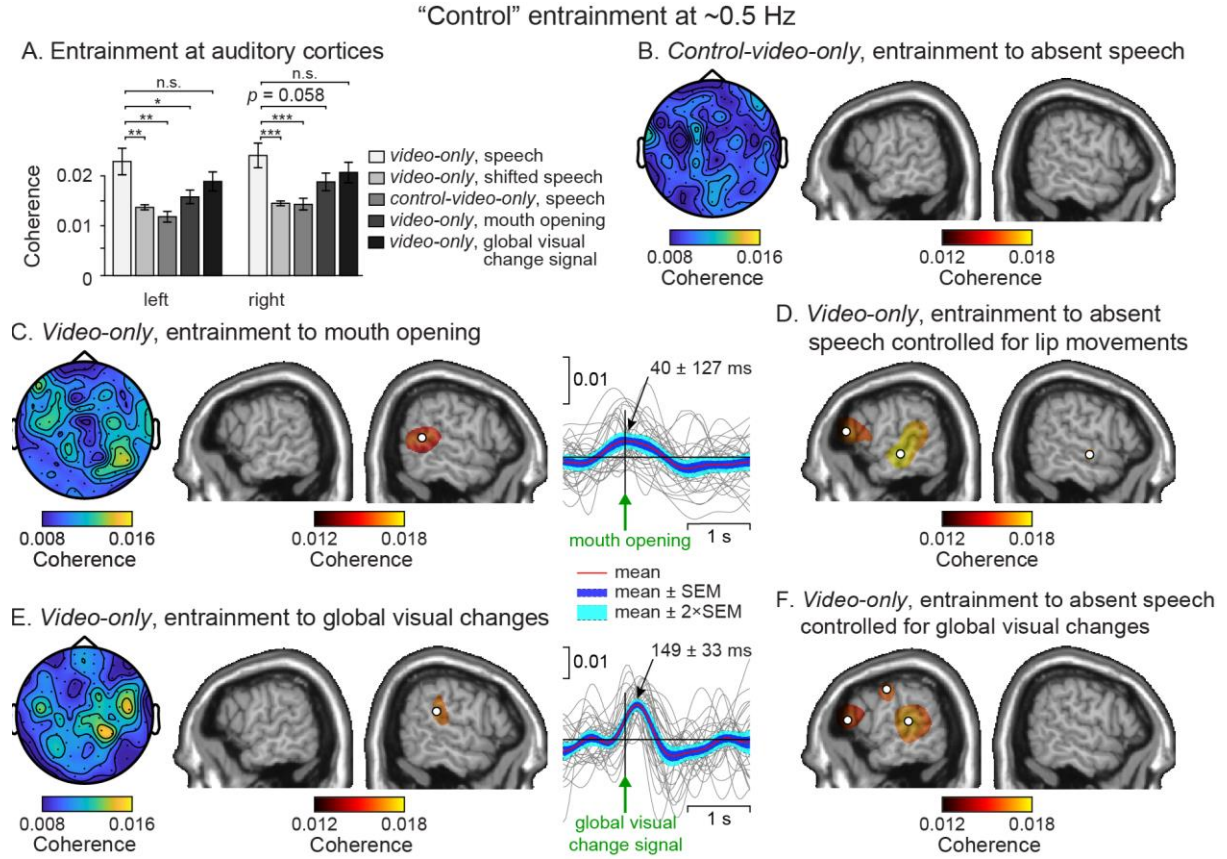 “Control” entrainment at ~0.5 Hz
A. Entrainment at auditory cortices
n.s.
*
**
**
n.s.
p = 0.058
***
***
Coherence
0.02
0.01
0
left
right
video-only, speech
video-only, shifted speech
control-video-only, speech
video-only, mouth opening
video-only, global visual
change signal
B. Control-video-only, entrainment to absent speech
0.008 0.016
Coherence
0.012 0.018
Coherence
C. Video-only, entrainment to mouth opening
0.008 0.016
Coherence
0.012 0.018
Coherence
0.01
40 ± 127 ms
1 s
mouth opening
D. Video-only, entrainment to absent
speech controlled for lip movements
0.012 0.018
Coherence
mean
mean ± SEM
mean ± 2×SEM
E. Video-only, entrainment to global visual changes
0.008 0.016
Coherence
0.012 0.018
Coherence
0.01
149 ± 33 ms
1 s
global visual
change signal
F. Video-only, entrainment to absent speech
controlled for global visual changes
0.012 0.018
Coherence